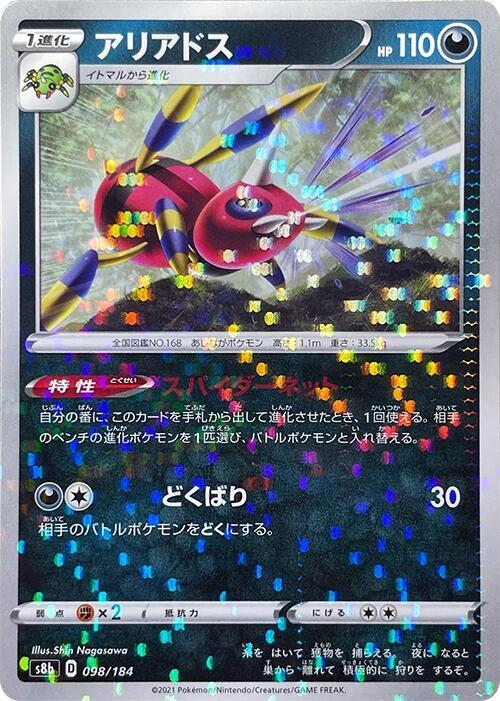 1進化
アリアドス
HP 110
イトマルから進化
全国図鑑NO.168 あしながポケモン 高さ:1.1m 重さ:33.5kg
特性 とくせい スパイダーネット
自分の番に、このカードを手札から出して進化させたとき、1回使える。相手
のベンチの進化ポケモンを1匹選び、バトルポケモンと入れ替える。
どくばり 30
相手のバトルポケモンをどくにする。
弱点 ×2 抵抗力 にげる
Illus.Shin Nagasawa
糸をはいて獲物を捕らえる。夜になると
巣から離れて積極的に狩りをするぞ。
s8b D 098/184
©2021 Pokémon/Nintendo/Creatures/GAME FREAK.